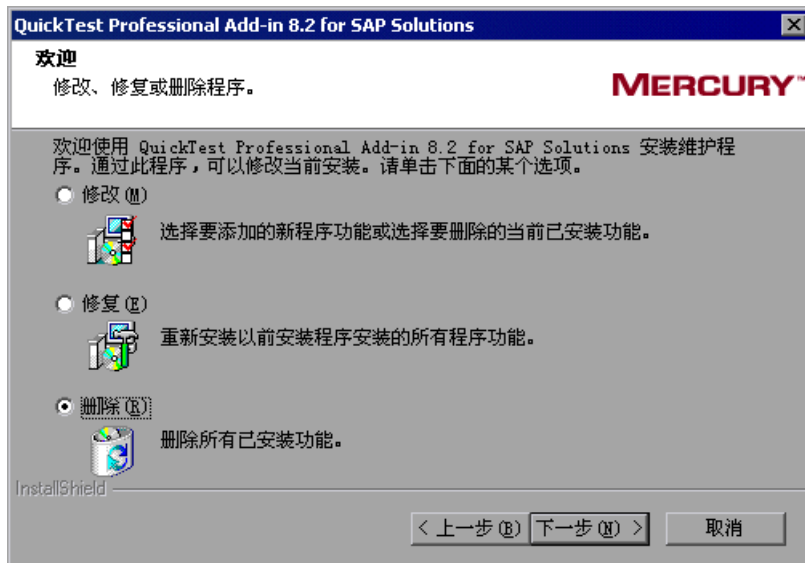 QuickTest Professional Add-in 8.2 for SAP Solutions
欢迎
修改、修复或删除程序。
MERCURY™
欢迎使用 QuickTest Professional Add-in 8.2 for SAP Solutions 安装维护程
序。通过此程序，可以修改当前安装。请单击下面的某个选项。
修改(M)
选择要添加的新程序功能或选择要删除的当前已安装功能。
修复(E)
重新安装以前安装程序安装的所有程序功能。
删除(R)
删除所有已安装功能。
InstallShield
< 上一步(B) 下一步(N) > 取消